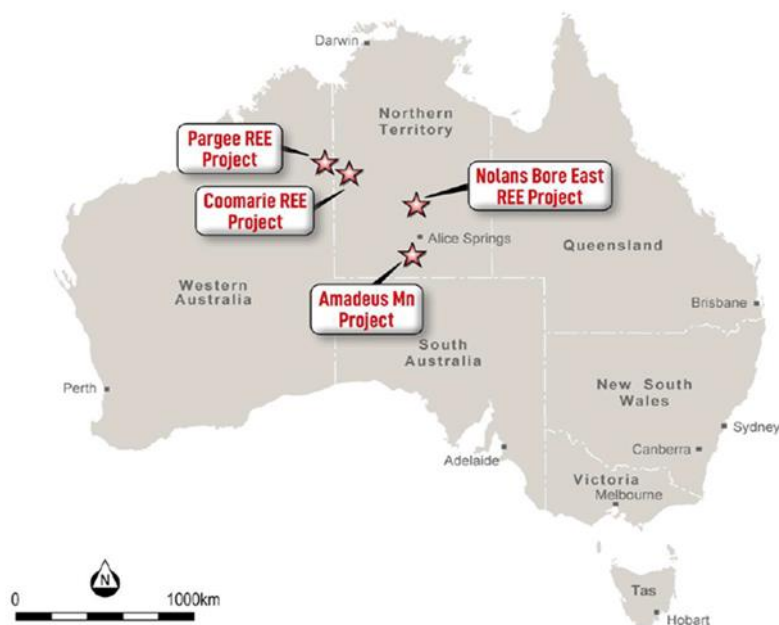 Darwin
Northern
Territory
Pargee REE
Project
Coomarie REE
Project
Nolans Bore East
REE Project
Alice Springs
Queensland
Western
Australia
Amadeus Mn
Project
Brisbane
South
Australia
Perth
New South
Wales
Sydney
Canberra
Adelaide
Victoria
Melbourne
N
0
1000km
Tas
Hobart